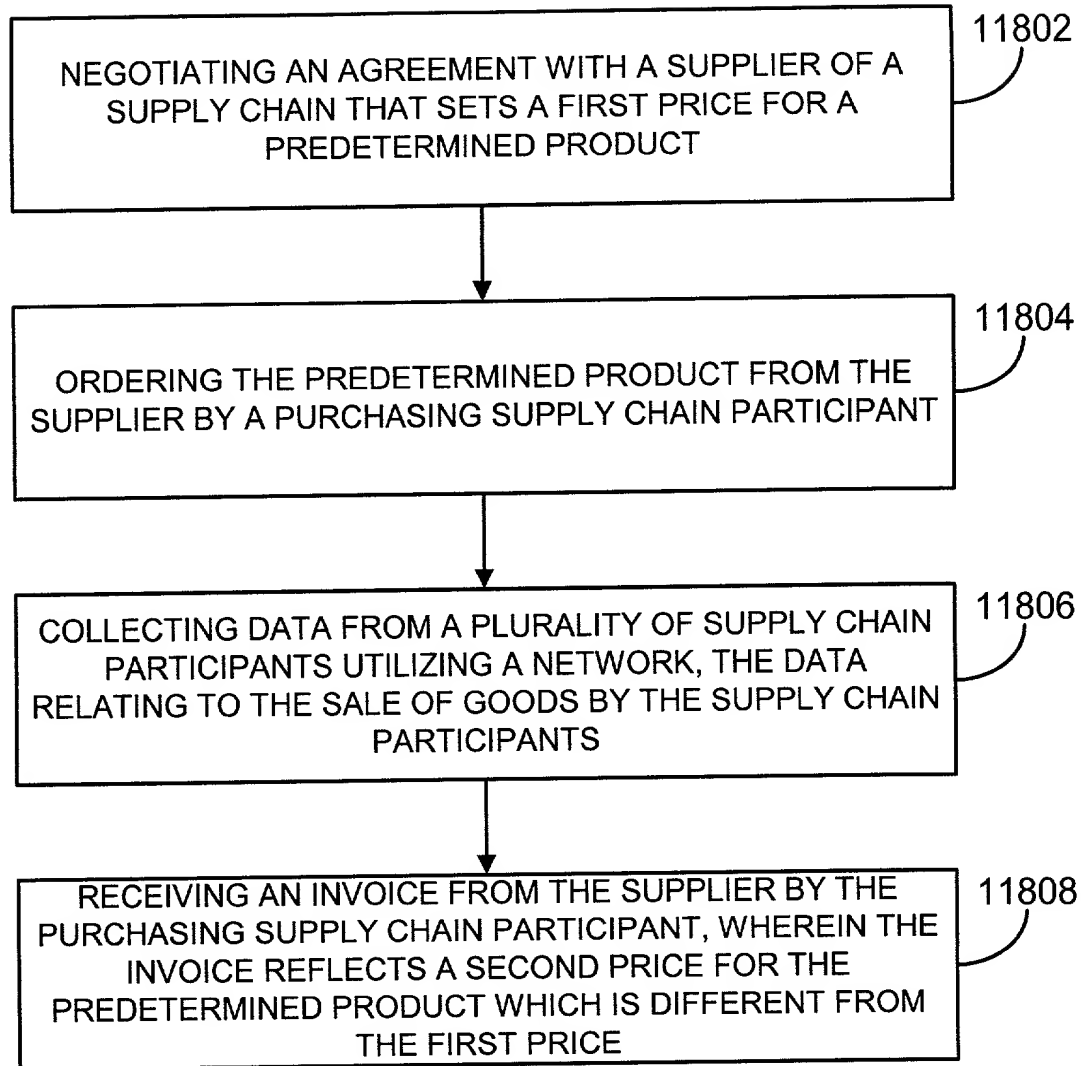 11802
NEGOTIATING AN AGREEMENT WITH A SUPPLIER OF A
SUPPLY CHAIN THAT SETS A FIRST PRICE FOR A
PREDETERMINED PRODUCT
11804
ORDERING THE PREDETERMINED PRODUCT FROM THE
SUPPLIER BY A PURCHASING SUPPLY CHAIN PARTICIPANT
11806
COLLECTING DATA FROM A PLURALITY OF SUPPLY CHAIN
PARTICIPANTS UTILIZING A NETWORK, THE DATA
RELATING TO THE SALE OF GOODS BY THE SUPPLY CHAIN
PARTICIPANTS
11808
RECEIVING AN INVOICE FROM THE SUPPLIER BY THE
PURCHASING SUPPLY CHAIN PARTICIPANT, WHEREIN THE
INVOICE REFLECTS A SECOND PRICE FOR THE
PREDETERMINED PRODUCT WHICH IS DIFFERENT FROM
THE FIRST PRICE